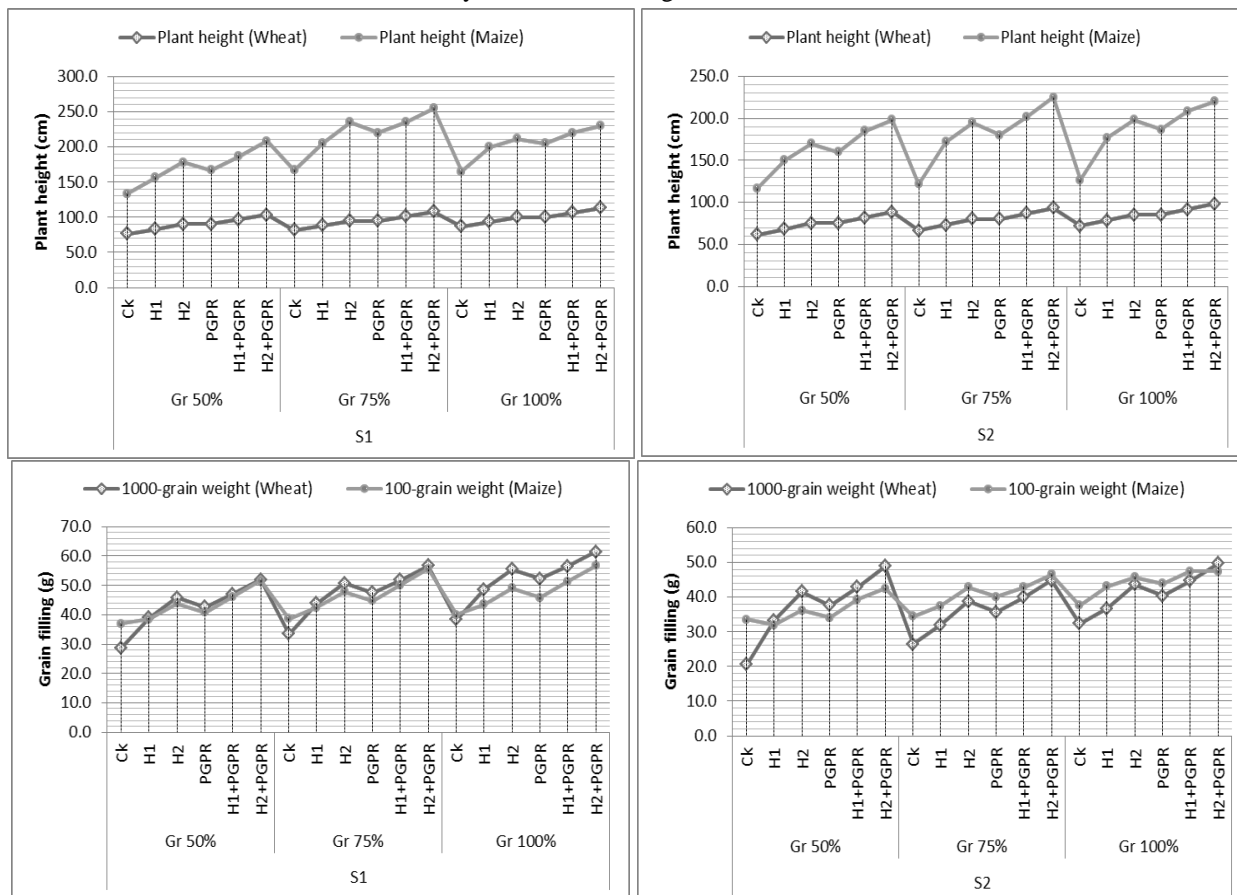 Plant height (Wheat) Plant height (Maize)
Plant height (cm)
300.0
250.0
200.0
150.0
100.0
50.0
0.0
Ck H1 H2 PGPR H1+PGPR H2+PGPR Ck H1 H2 PGPR H1+PGPR H2+PGPR Ck H1 H2 PGPR H1+PGPR H2+PGPR
Gr 50% Gr 75% Gr 100%
S1
Plant height (Wheat) Plant height (Maize)
Plant height (cm)
250.0
200.0
150.0
100.0
50.0
0.0
Ck H1 H2 PGPR H1+PGPR H2+PGPR Ck H1 H2 PGPR H1+PGPR H2+PGPR Ck H1 H2 PGPR H1+PGPR H2+PGPR
Gr 50% Gr 75% Gr 100%
S2
1000-grain weight (Wheat) 100-grain weight (Maize)
Grain filling (g)
70.0
60.0
50.0
40.0
30.0
20.0
10.0
0.0
Ck H1 H2 PGPR H1+PGPR H2+PGPR Ck H1 H2 PGPR H1+PGPR H2+PGPR Ck H1 H2 PGPR H1+PGPR H2+PGPR
Gr 50% Gr 75% Gr 100%
S1
1000-grain weight (Wheat) 100-grain weight (Maize)
Grain filling (g)
60.0
50.0
40.0
30.0
20.0
10.0
0.0
Ck H1 H2 PGPR H1+PGPR H2+PGPR Ck H1 H2 PGPR H1+PGPR H2+PGPR Ck H1 H2 PGPR H1+PGPR H2+PGPR
Gr 50% Gr 75% Gr 100%
S2